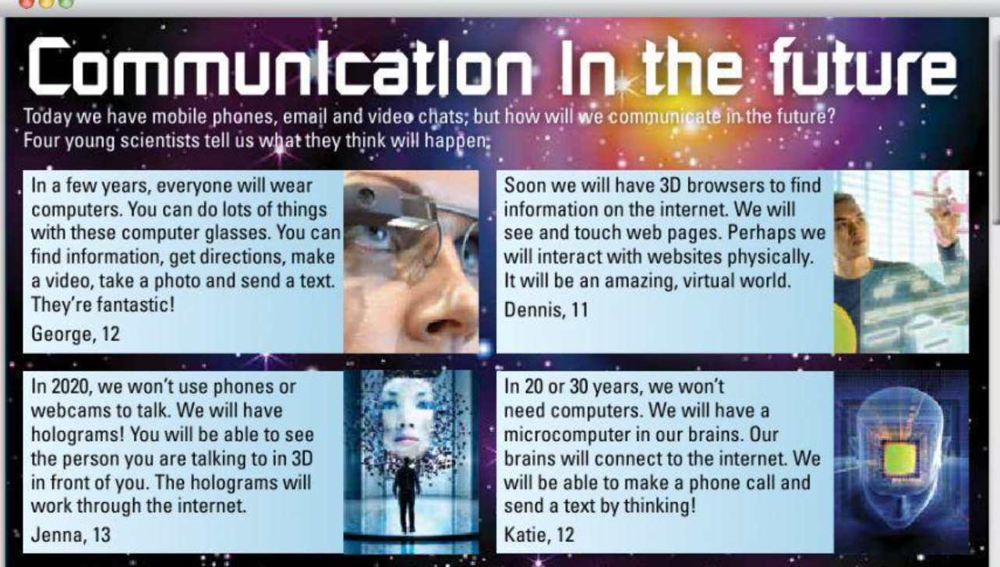 Communication in the future
Today we have mobile phones, email and video chats; but how will we communicate in the future?
Four young scientists tell us what they think will happen:
In a few years, everyone will wear
computers. You can do lots of things
with these computer glasses. You can
find information, get directions, make
a video, take a photo and send a text.
They're fantastic!
George, 12
Soon we will have 3D browsers to find
information on the internet. We will
see and touch web pages. Perhaps we
will interact with websites physically.
It will be an amazing, virtual world.
Dennis, 11
In 2020, we won't use phones or
webcams to talk. We will have
holograms! You will be able to see
the person you are talking to in 3D
in front of you. The holograms will
work through the internet.
Jenna, 13
In 20 or 30 years, we won't
need computers. We will have a
microcomputer in our brains. Our
brains will connect to the internet. We
will be able to make a phone call and
send a text by thinking!
Katie, 12